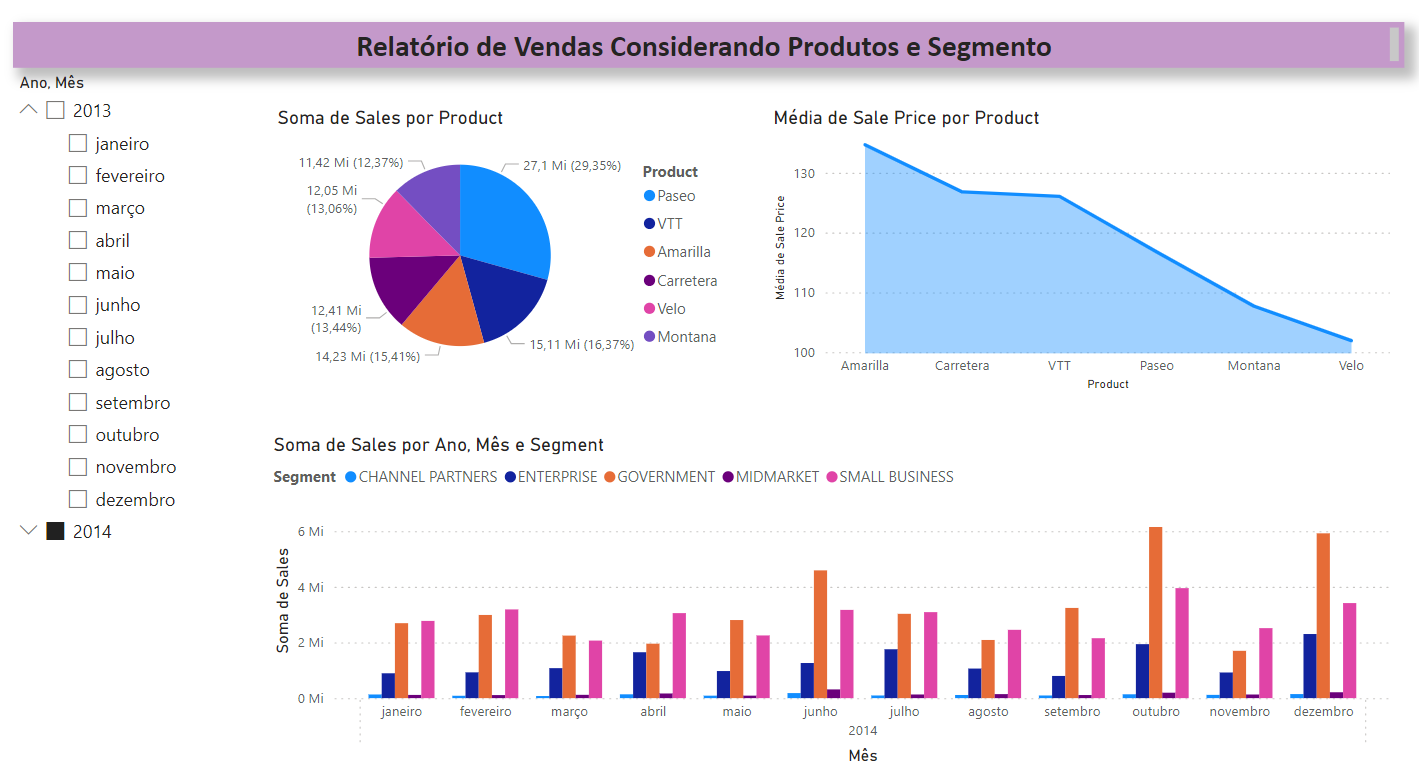 Relatório de Vendas Considerando Produtos e Segmento
Ano, Mês
2013
janeiro
fevereiro
março
abril
maio
junho
julho
agosto
setembro
outubro
novembro
dezembro
2014
Soma de Sales por Product
11,42 Mi (12,37%)
27,1 Mi (29,35%)
12,05 Mi
(13,06%)
12,41 Mi
(13,44%)
14,23 Mi (15,41%)
15,11 Mi (16,37%)
Product
Paseo
VTT
Amarilla
Carretera
Velo
Montana
Média de Sale Price por Product
Média de Sale Price
130
120
110
100
Amarilla Carretera VTT Paseo Montana Velo
Product
Soma de Sales por Ano, Mês e Segment
Segment CHANNEL PARTNERS ENTERPRISE GOVERNMENT MIDMARKET SMALL BUSINESS
Soma de Sales
6 Mi
4 Mi
2 Mi
0 Mi
janeiro fevereiro março abril maio junho julho agosto setembro outubro novembro dezembro
2014
Mês